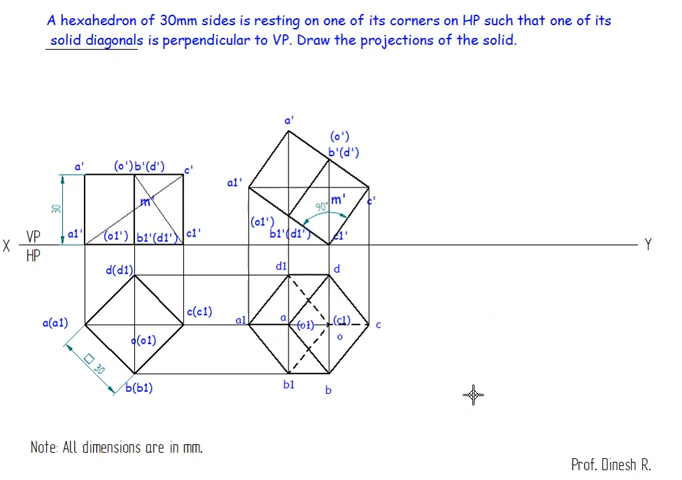 A hexahedron of 30mm sides is resting on one of its corners on HP such that one of its
solid diagonals is perpendicular to VP. Draw the projections of the solid.
a'
(o')
b'(d')
a' (o')b'(d') c'
a1' m' c'
30 m' 90°
(o1')
X VP a1' (o1') b1'(d1') c1' b1'(d1') c1' Y
HP
d(d1) d1 d
a(a1) c(c1) a1 a (o1) (c1) c
o(o1) o
□ 30
b(b1) b1 b
Note: All dimensions are in mm.
Prof. Dinesh R.